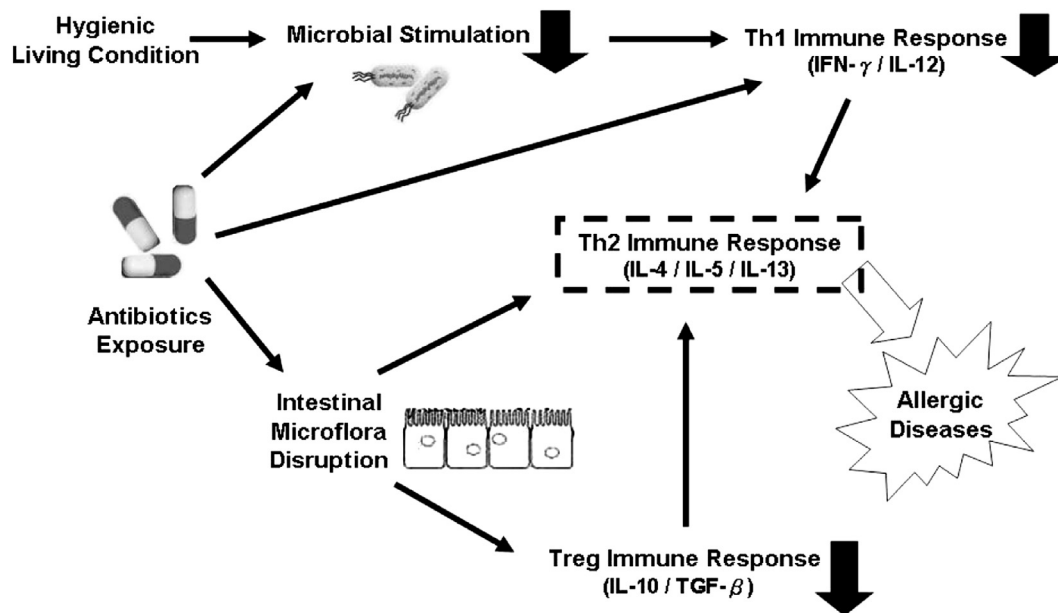 Hygienic
Living Condition
Microbial Stimulation
Th1 Immune Response
(IFN-γ / IL-12)
Th2 Immune Response
(IL-4 / IL-5 / IL-13)
Antibiotics
Exposure
Intestinal
Microflora
Disruption
Allergic
Diseases
Treg Immune Response
(IL-10 / TGF-β)